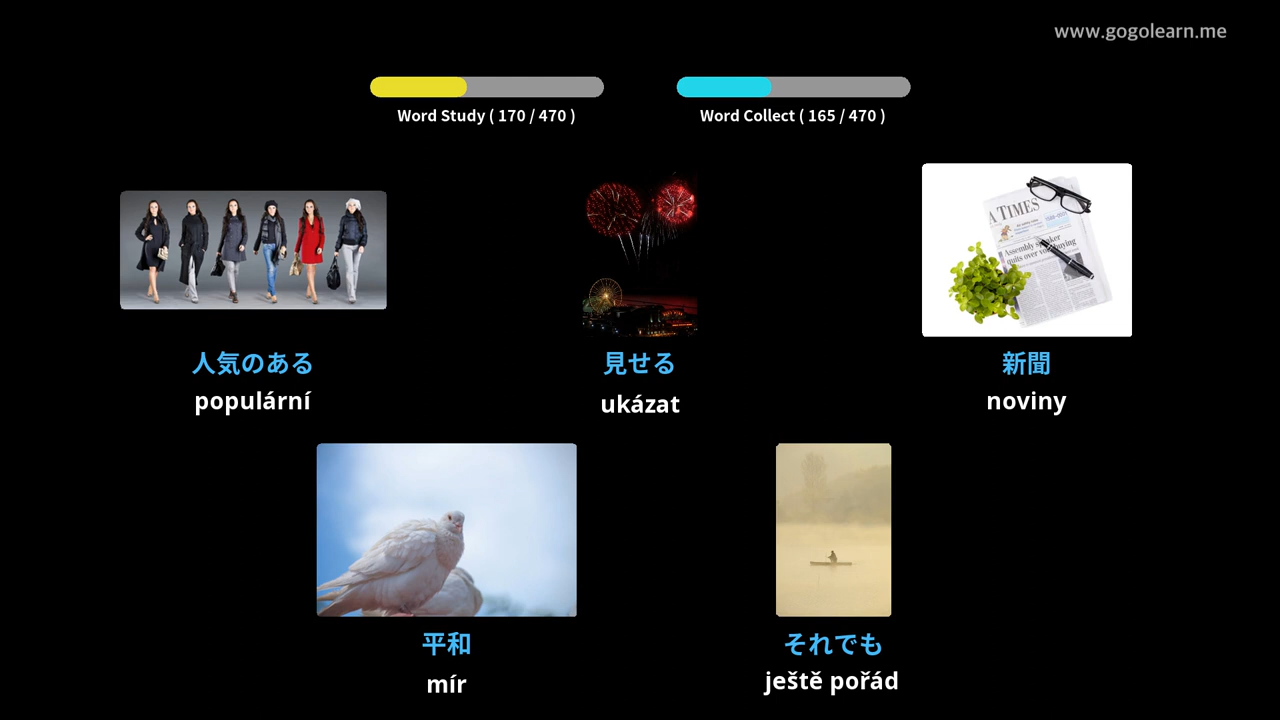 www.gogolearn.me
Word Study ( 170 / 470 )
Word Collect ( 165 / 470 )
A TIMES
人気のある
populární
見せる
ukázat
新聞
noviny
平和
mír
それでも
ještě pořád